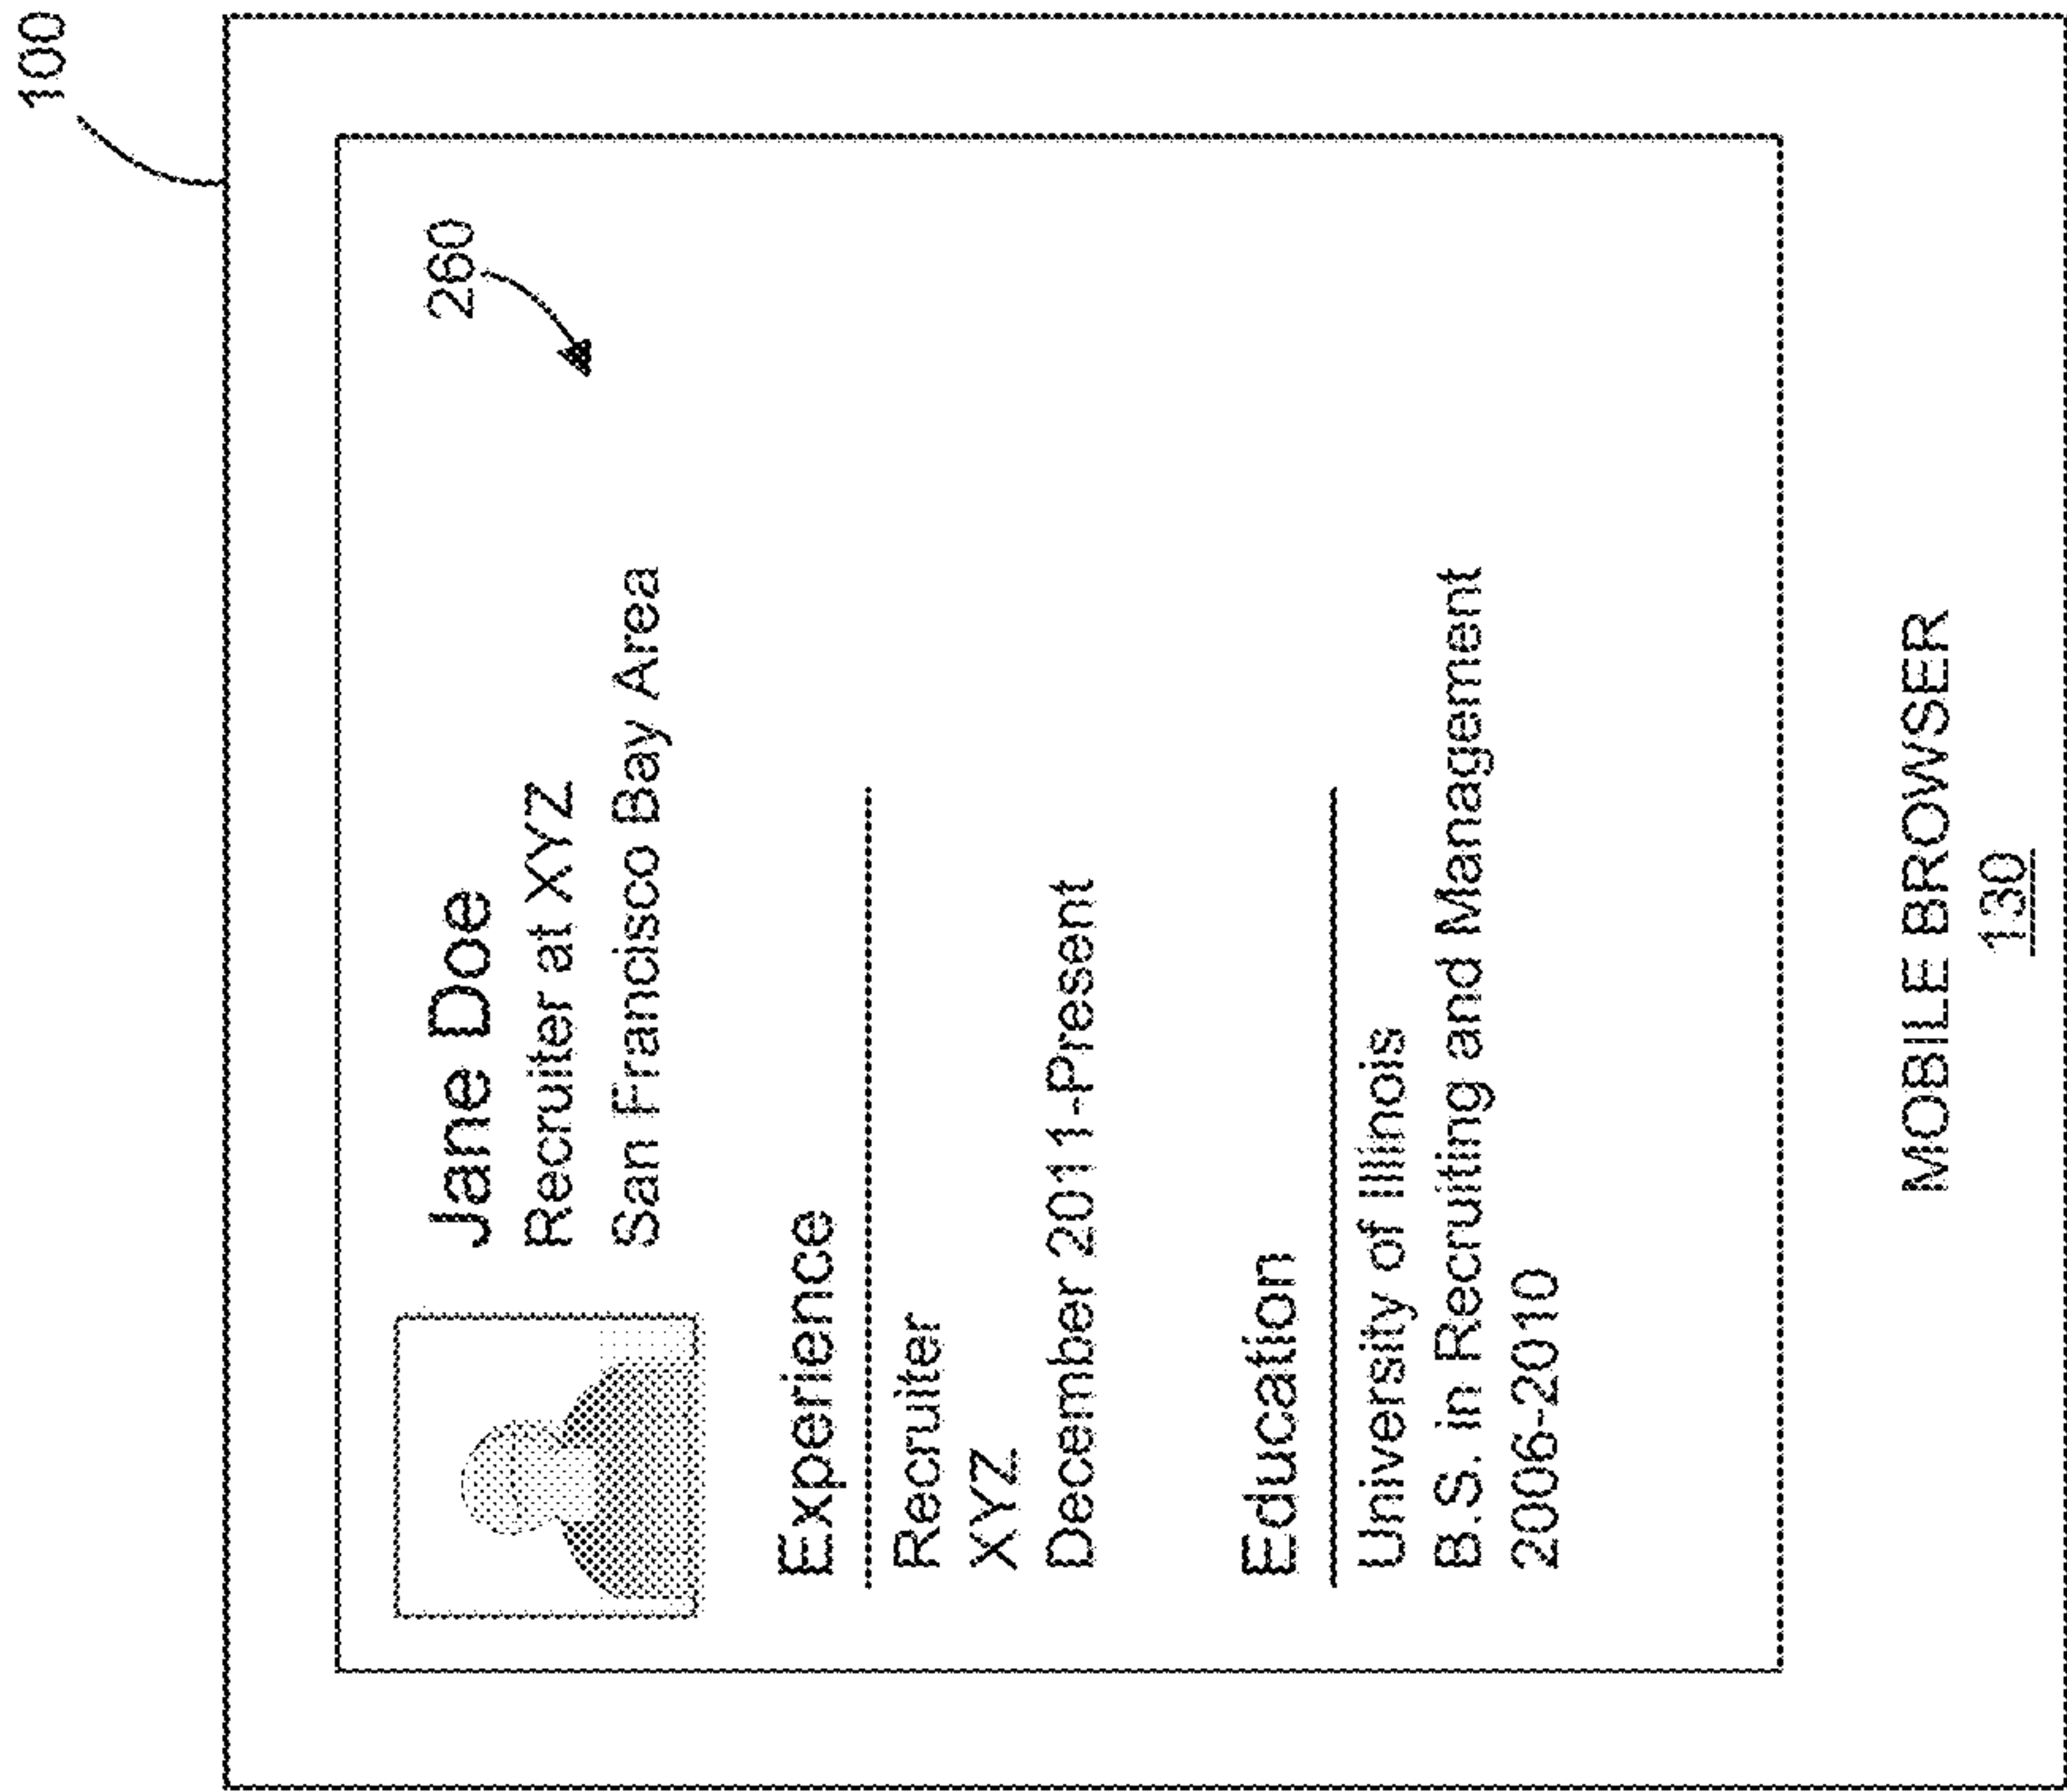 100
260
Jane Doe
Recruiter at XYZ
San Francisco Bay Area
Experience
Recruiter
XYZ
December 2011-Present
Education
University of Illinois
B.S. in Recruiting and Management
2006-2010
MOBILE BROWSER
130